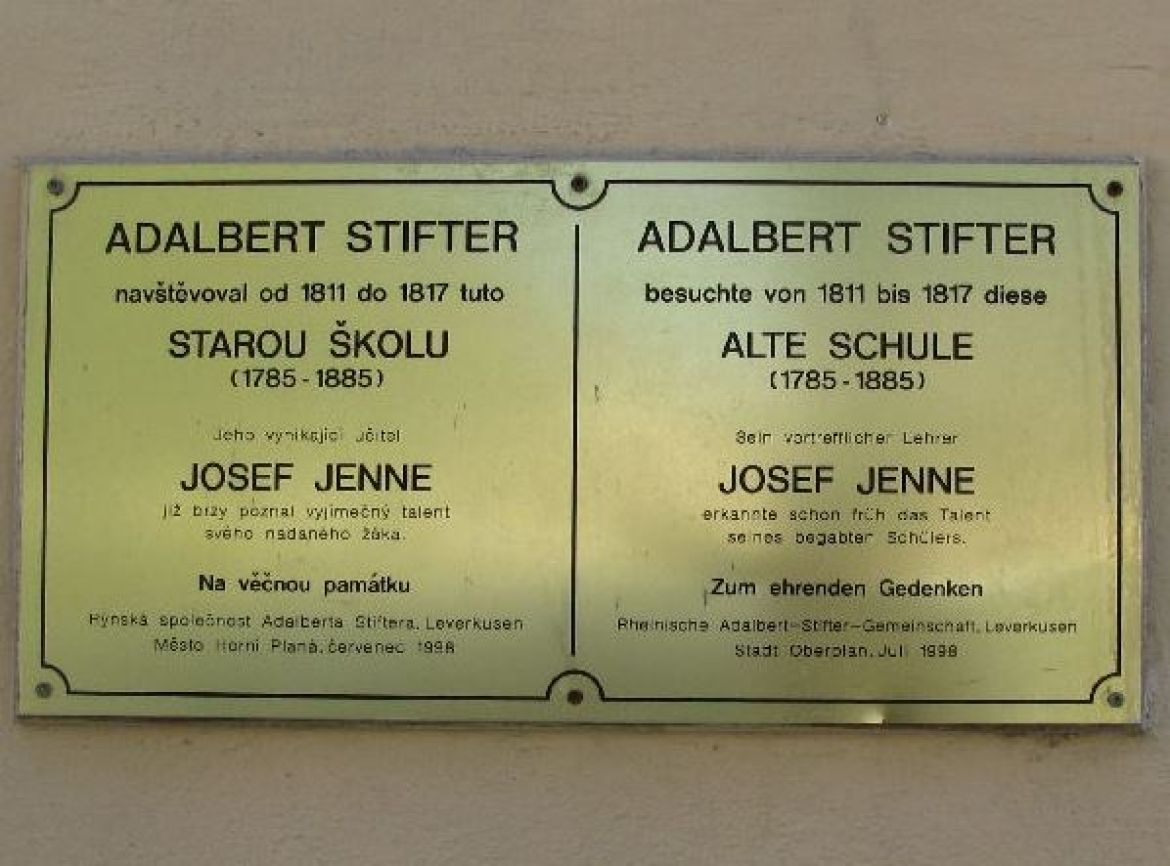 ADALBERT STIFTER
navštěvoval od 1811 do 1817 tuto
STAROU ŠKOLU
(1785-1885)
Jeho vynikající učitel
JOSEF JENNE
již brzy poznal vyjímečný talent
svého nadaného žáka.
Na věčnou památku
Rýnská společnost Adalberta Stiftera, Leverkusen
Město Horní Planá, červenec 1998
ADALBERT STIFTER
besuchte von 1811 bis 1817 diese
ALTE SCHULE
(1785-1885)
Sein vortrefflicher Lehrer
JOSEF JENNE
erkannte schon früh das Talent
seines begabten Schülers.
Zum ehrenden Gedenken
Rheinische Adalbert-Stifter-Gemeinschaft, Leverkusen
Stadt Oberplan, Juli 1998